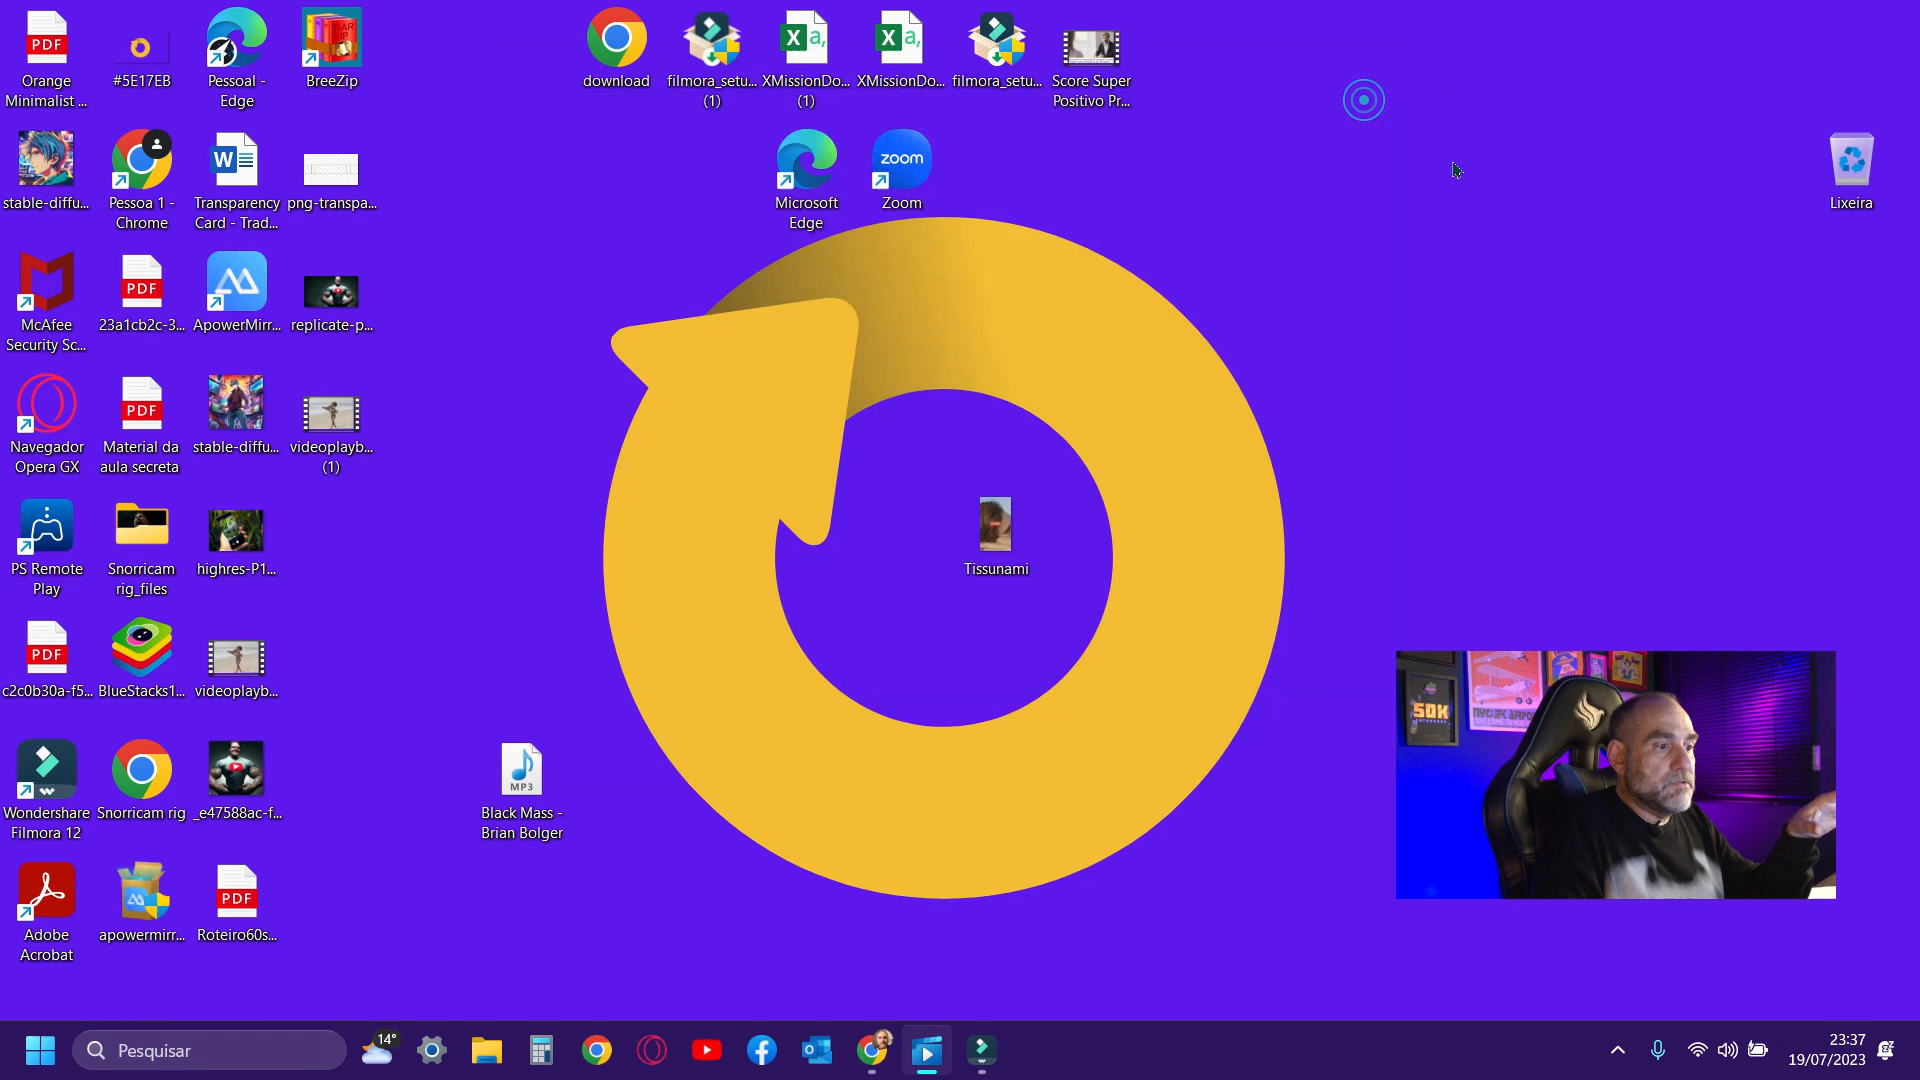 PDF
Orange
Minimalist ...
#5E17EB
Pessoal -
Edge
BreeZip
download
filmora_setu...
(1)
XMissionDo...
(1)
XMissionDo...
filmora_setu...
Score Super
Positivo Pr...
stable-diffu...
Pessoa 1 -
Chrome
Transparency
Card - Trad...
png-transpa...
Microsoft
Edge
zoom
Zoom
Lixeira
McAfee
Security Sc...
PDF
23a1cb2c-3...
ApowerMirr...
replicate-p...
Navegador
Opera GX
PDF
Material da
aula secreta
stable-diffu...
videoplayb...
(1)
PS Remote
Play
Snorricam
rig_files
highres-P1...
Tissunami
PDF
c2c0b30a-f5...
BlueStacks1...
videoplayb...
50K
Wondershare
Filmora 12
Snorricam rig
_e47588ac-f...
MP3
Black Mass -
Brian Bolger
Adobe
Acrobat
apowermirr...
PDF
Roteiro60s...
Pesquisar
14°
23:37
19/07/2023